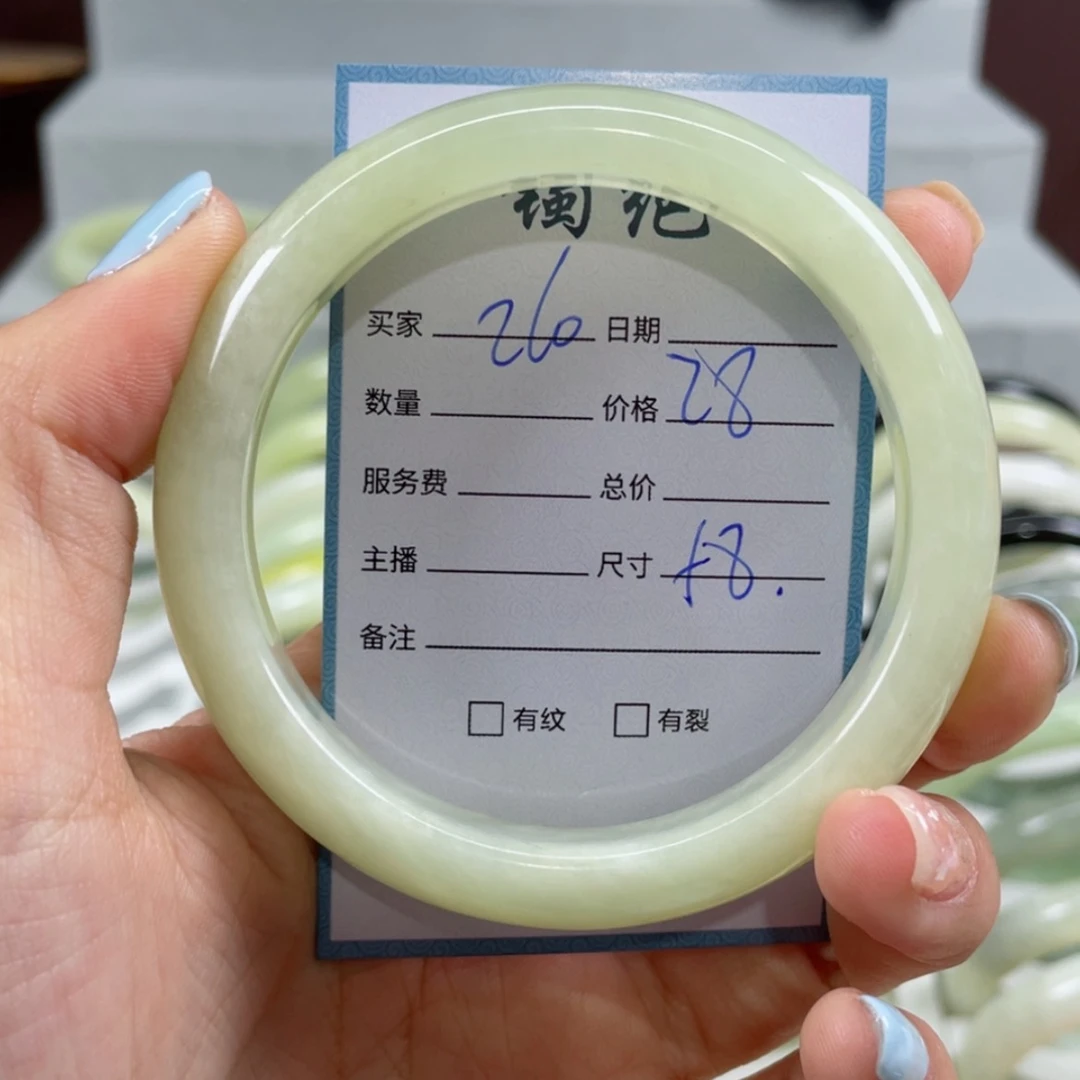 买家 26 日期
数量 价格 28
服务费 总价
主播 尺寸 58.
备注
有纹 有裂